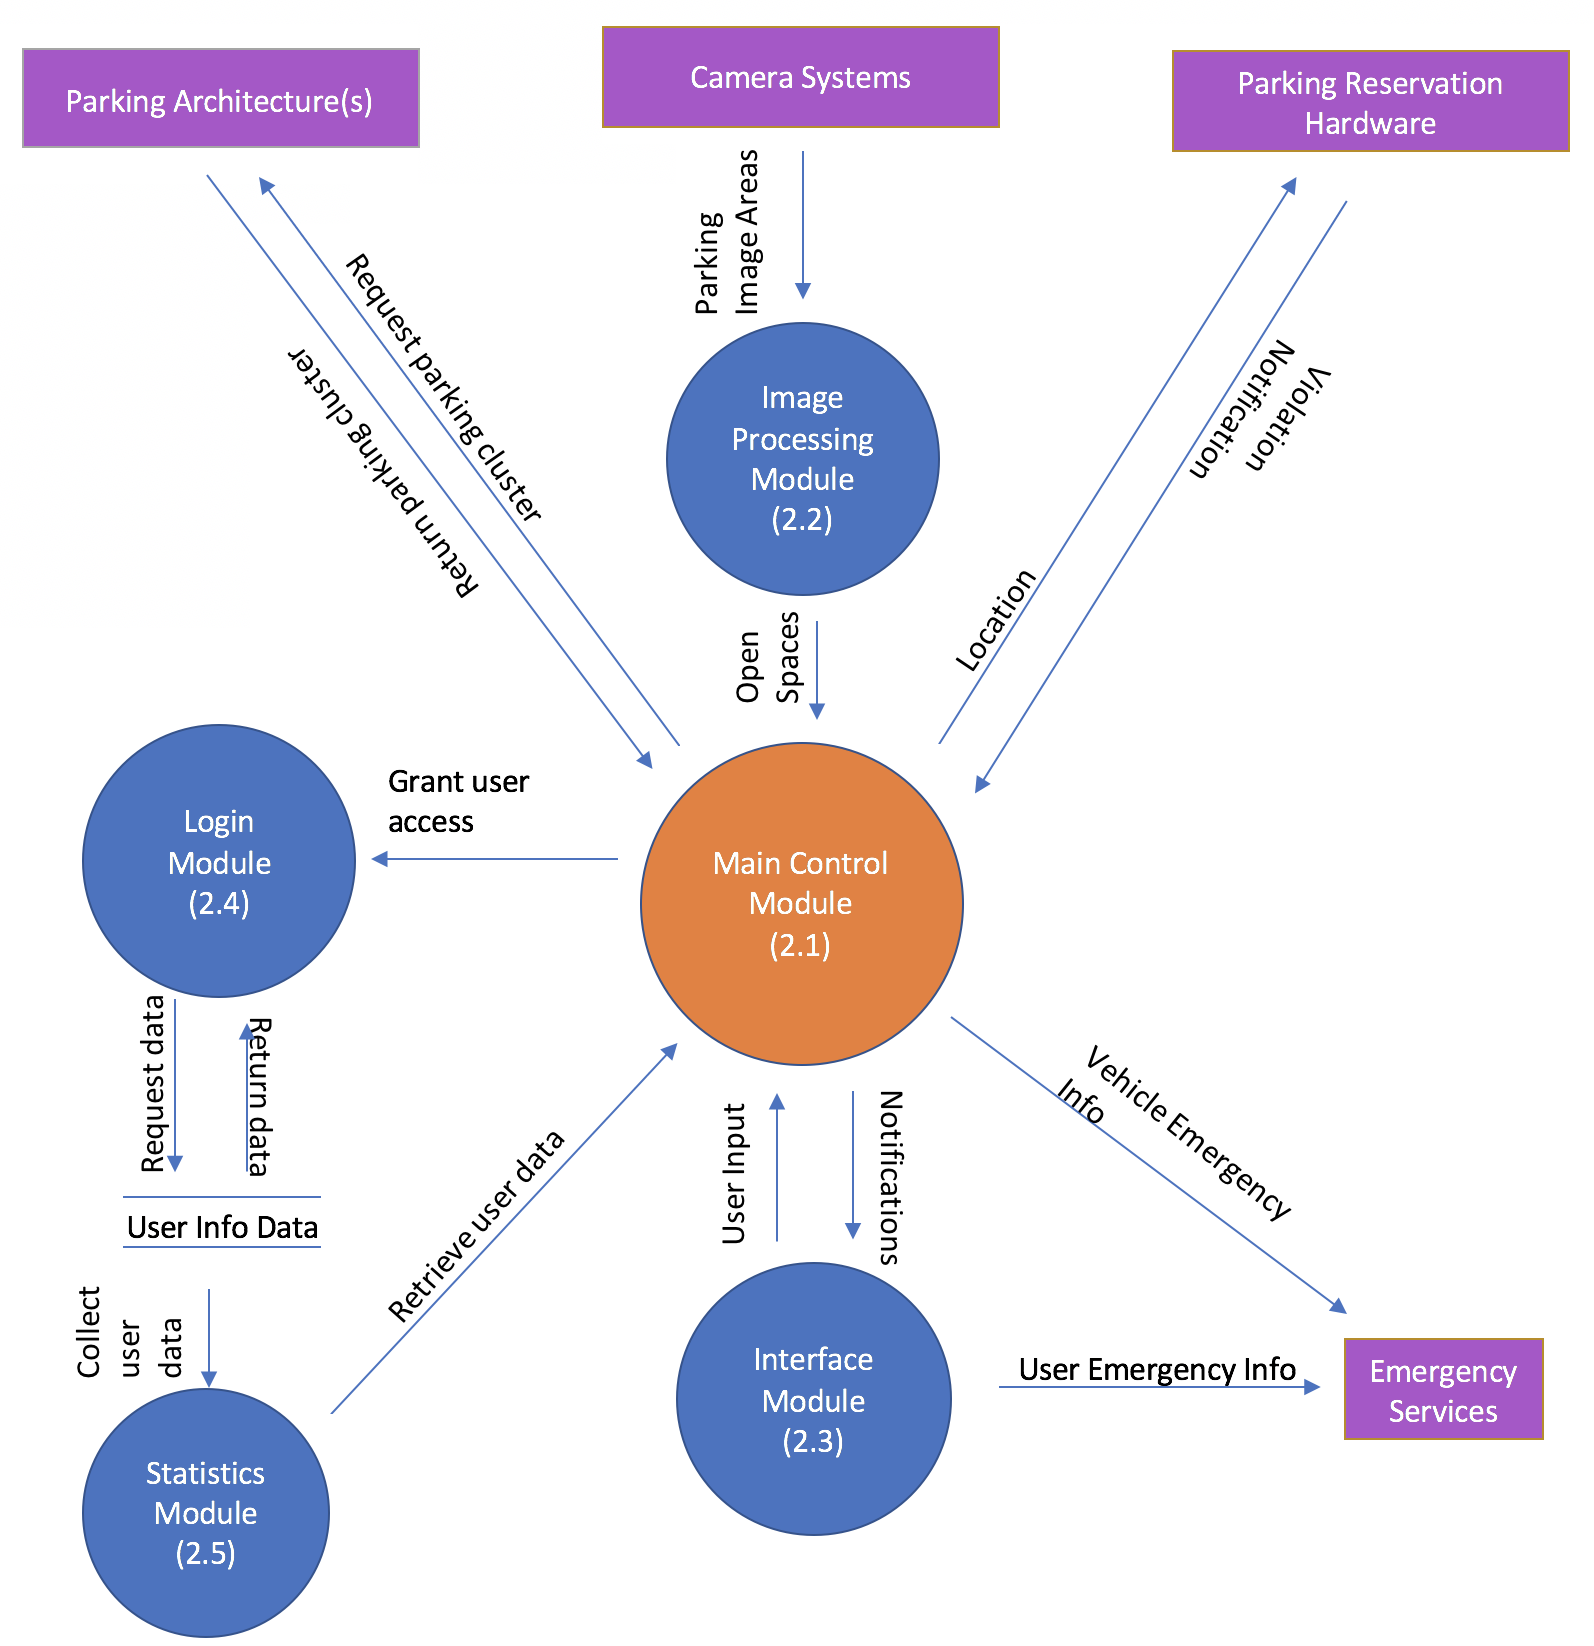 Parking Architecture(s)
Camera Systems
Parking Reservation
Hardware
Parking
Image Areas
Request parking cluster
Return parking cluster
Violation
Notification
Location
Image
Processing
Module
(2.2)
Open
Spaces
Login
Module
(2.4)
Grant user
access
Main Control
Module
(2.1)
Request data
Return data
User Info Data
Collect
user
data
Retrieve user data
User Input
Notifications
Vehicle Emergency
Info
Statistics
Module
(2.5)
Interface
Module
(2.3)
User Emergency Info
Emergency
Services